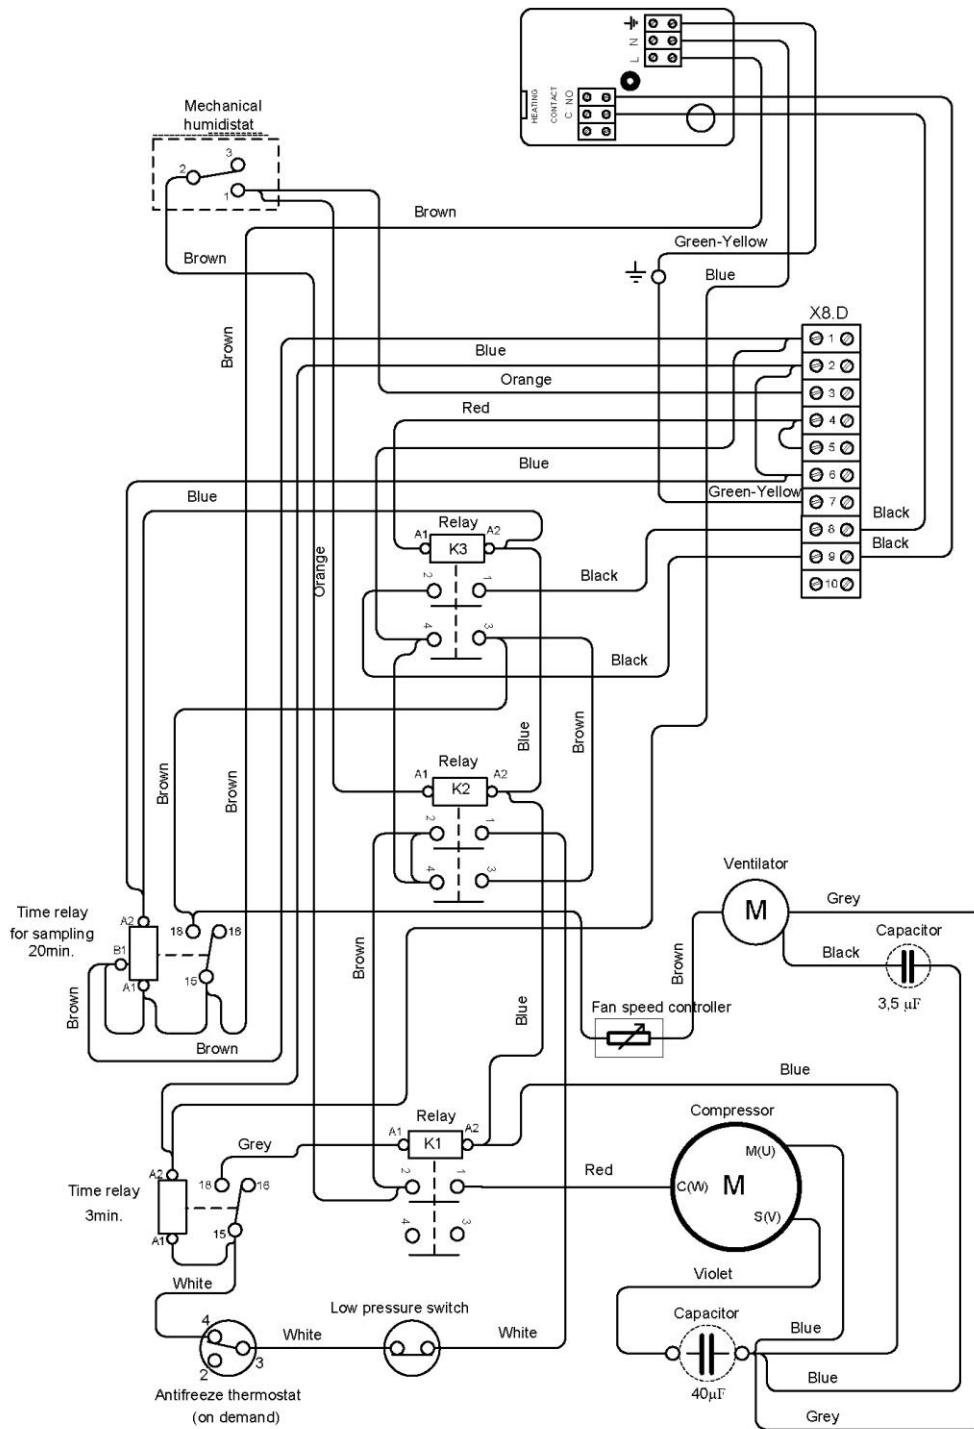 N
L
HEATING
CONTACT
C NO
Mechanical
humidistat
3
2
1
Brown
Green-Yellow
Brown
Blue
X8.D
Brown
1
Blue
2
Orange
3
Red
4
5
Blue
6
Green-Yellow
7
Blue
Black
8
Relay
A1
K3
A2
Black
9
Orange
2
1
Black
10
4
3
Black
Brown
Brown
Blue
Brown
Relay
A1
K2
A2
2
1
4
3
Ventilator
M
Grey
Capacitor
Black
3,5 µF
Time relay
for sampling
20min.
A2
B1
A1
18
16
15
Brown
Brown
Blue
Fan speed controller
Brown
Blue
Relay
A1
K1
A2
Grey
Compressor
M(U)
C(W)
M
S(V)
Red
2
1
4
3
Time relay
3min.
A2
A1
18
16
15
White
Violet
Low pressure switch
4
White
White
3
2
Antifreeze thermostat
(on demand)
Capacitor
40µF
Blue
Blue
Grey